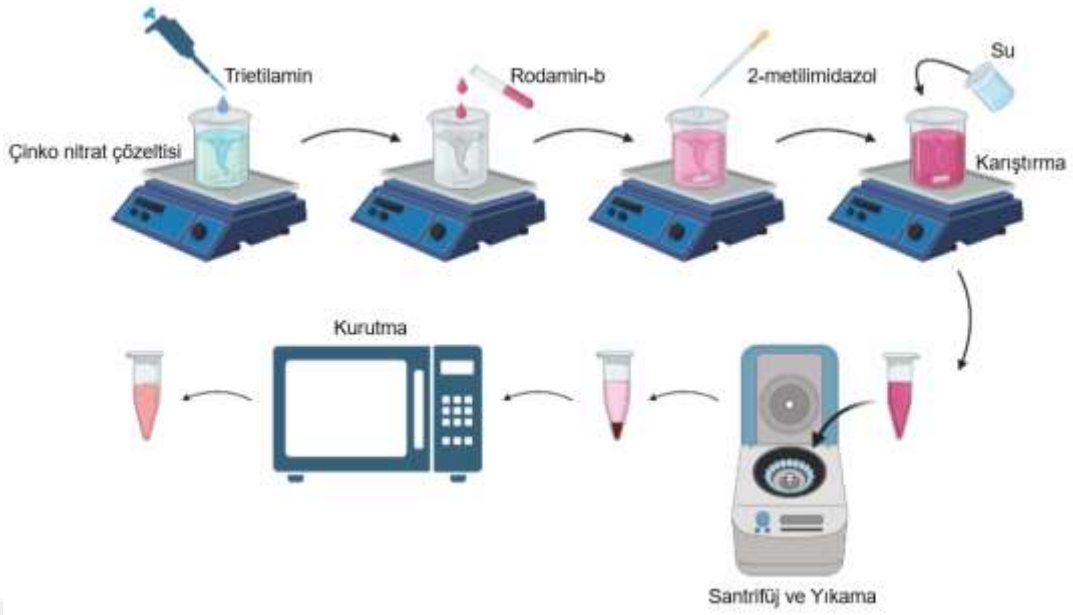 Trietilamin
Rodamin-b
2-metilimidazol
Su
Çinko nitrat çözeltisi
Karıştırma
Kurutma
Santrifüj ve Yıkama